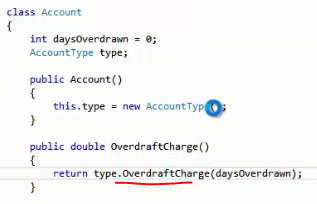 class Account
{
int daysOverdrawn = 0;
AccountType type;
public Account()
{
this.type = new AccountTyp
}
public double OverdraftCharge()
{
return type.OverdraftCharge(daysOverdrawn);
}